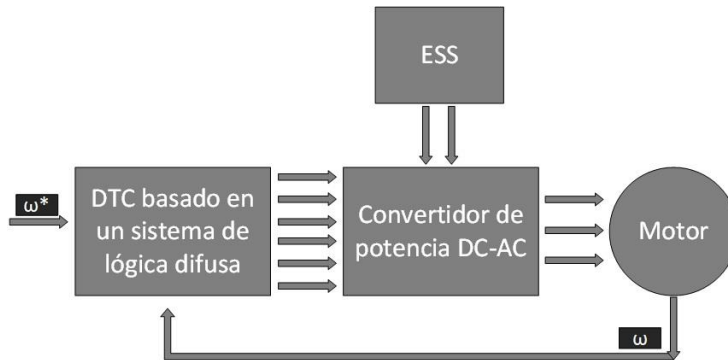 ESS
ω*
DTC basado en
un sistema de
lógica difusa
Convertidor de
potencia DC-AC
Motor
ω